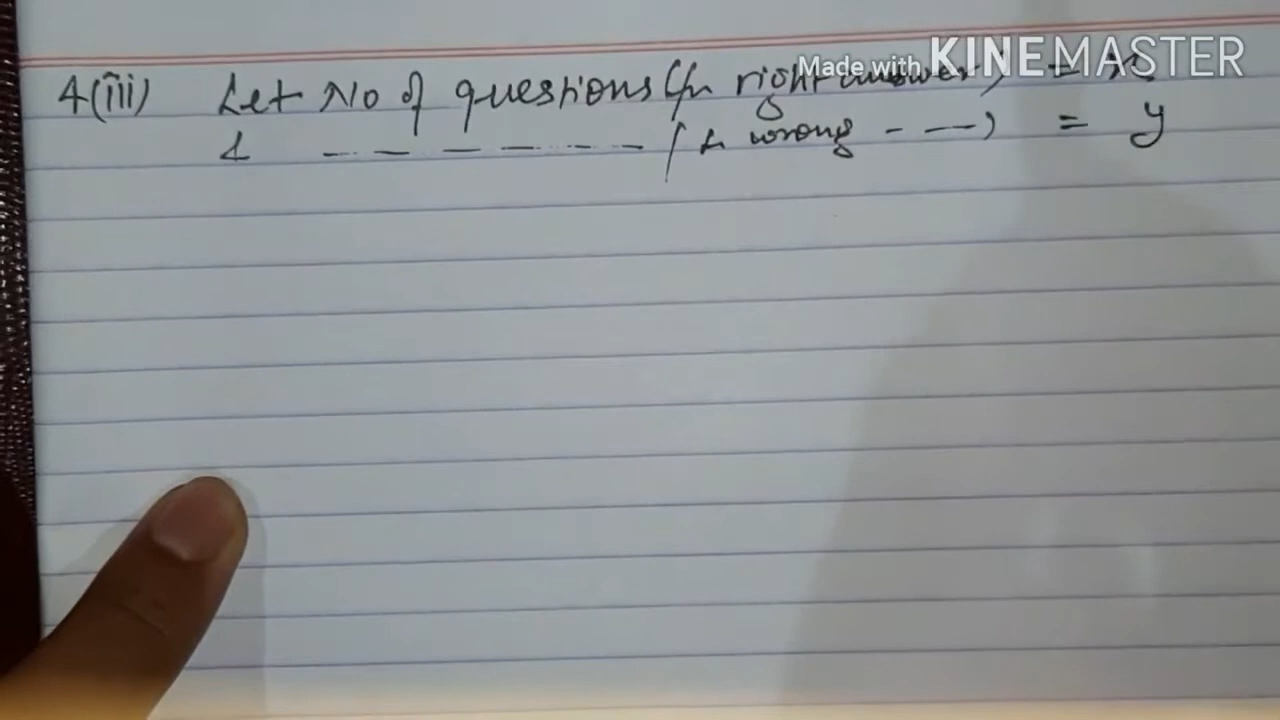 Made with KINEMASTER
4(iii) Let No of questions (for right answer) = x
& — — — — — — (for wrong - —) = y